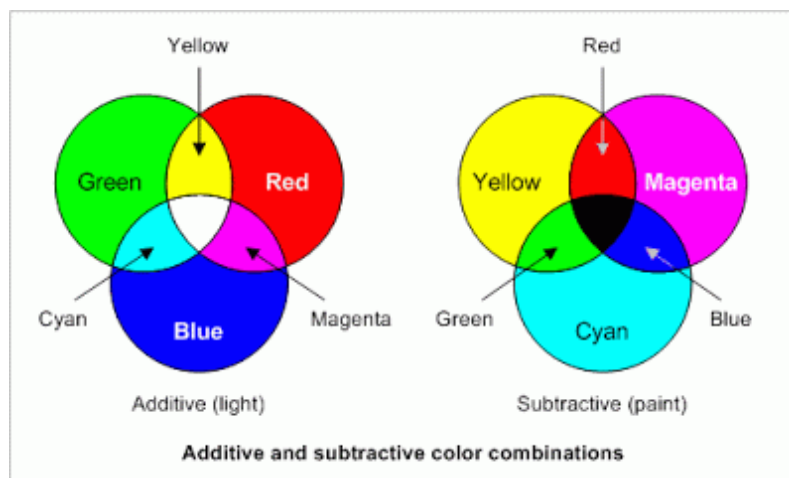 Yellow
Red
Green
Red
Yellow
Magenta
Cyan
Blue
Magenta
Green
Cyan
Blue
Additive (light)
Subtractive (paint)
Additive and subtractive color combinations